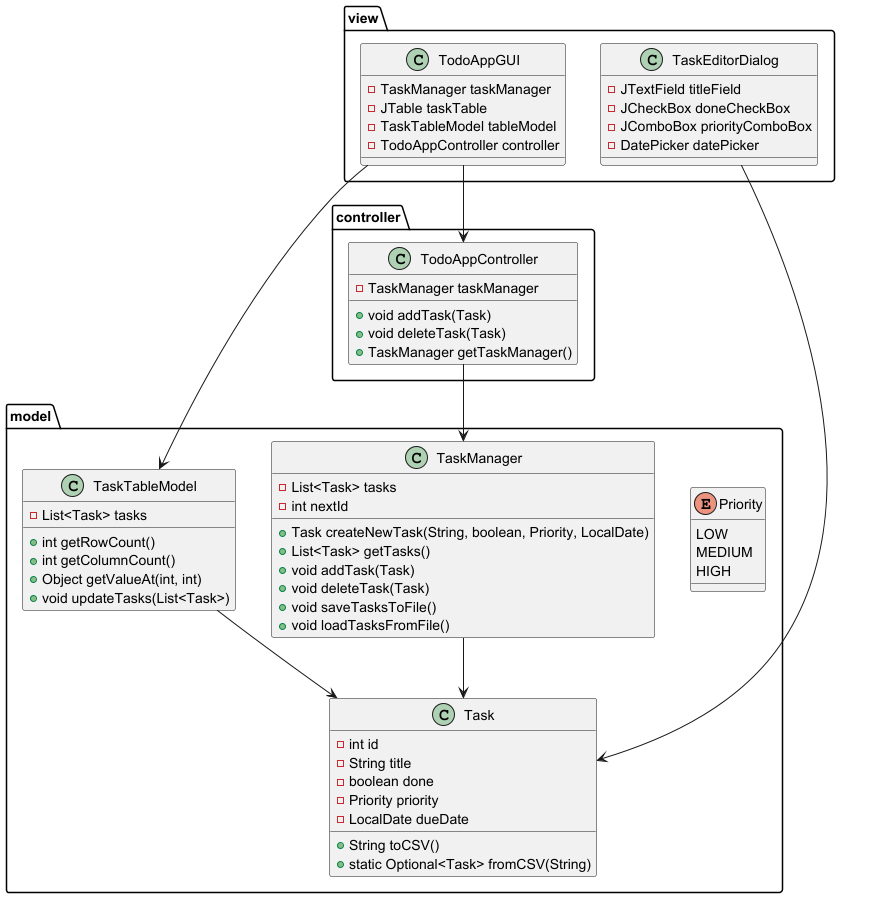 view
C TodoAppGUI
TaskManager taskManager
JTable taskTable
TaskTableModel tableModel
TodoAppController controller
C TaskEditorDialog
JTextField titleField
JCheckBox doneCheckBox
JComboBox priorityComboBox
DatePicker datePicker
controller
C TodoAppController
TaskManager taskManager
void addTask(Task)
void deleteTask(Task)
TaskManager getTaskManager()
model
C TaskTableModel
List<Task> tasks
int getRowCount()
int getColumnCount()
Object getValueAt(int, int)
void updateTasks(List<Task>)
C TaskManager
List<Task> tasks
int nextId
Task createNewTask(String, boolean, Priority, LocalDate)
List<Task> getTasks()
void addTask(Task)
void deleteTask(Task)
void saveTasksToFile()
void loadTasksFromFile()
E Priority
LOW
MEDIUM
HIGH
C Task
int id
String title
boolean done
Priority priority
LocalDate dueDate
String toCSV()
static Optional<Task> fromCSV(String)